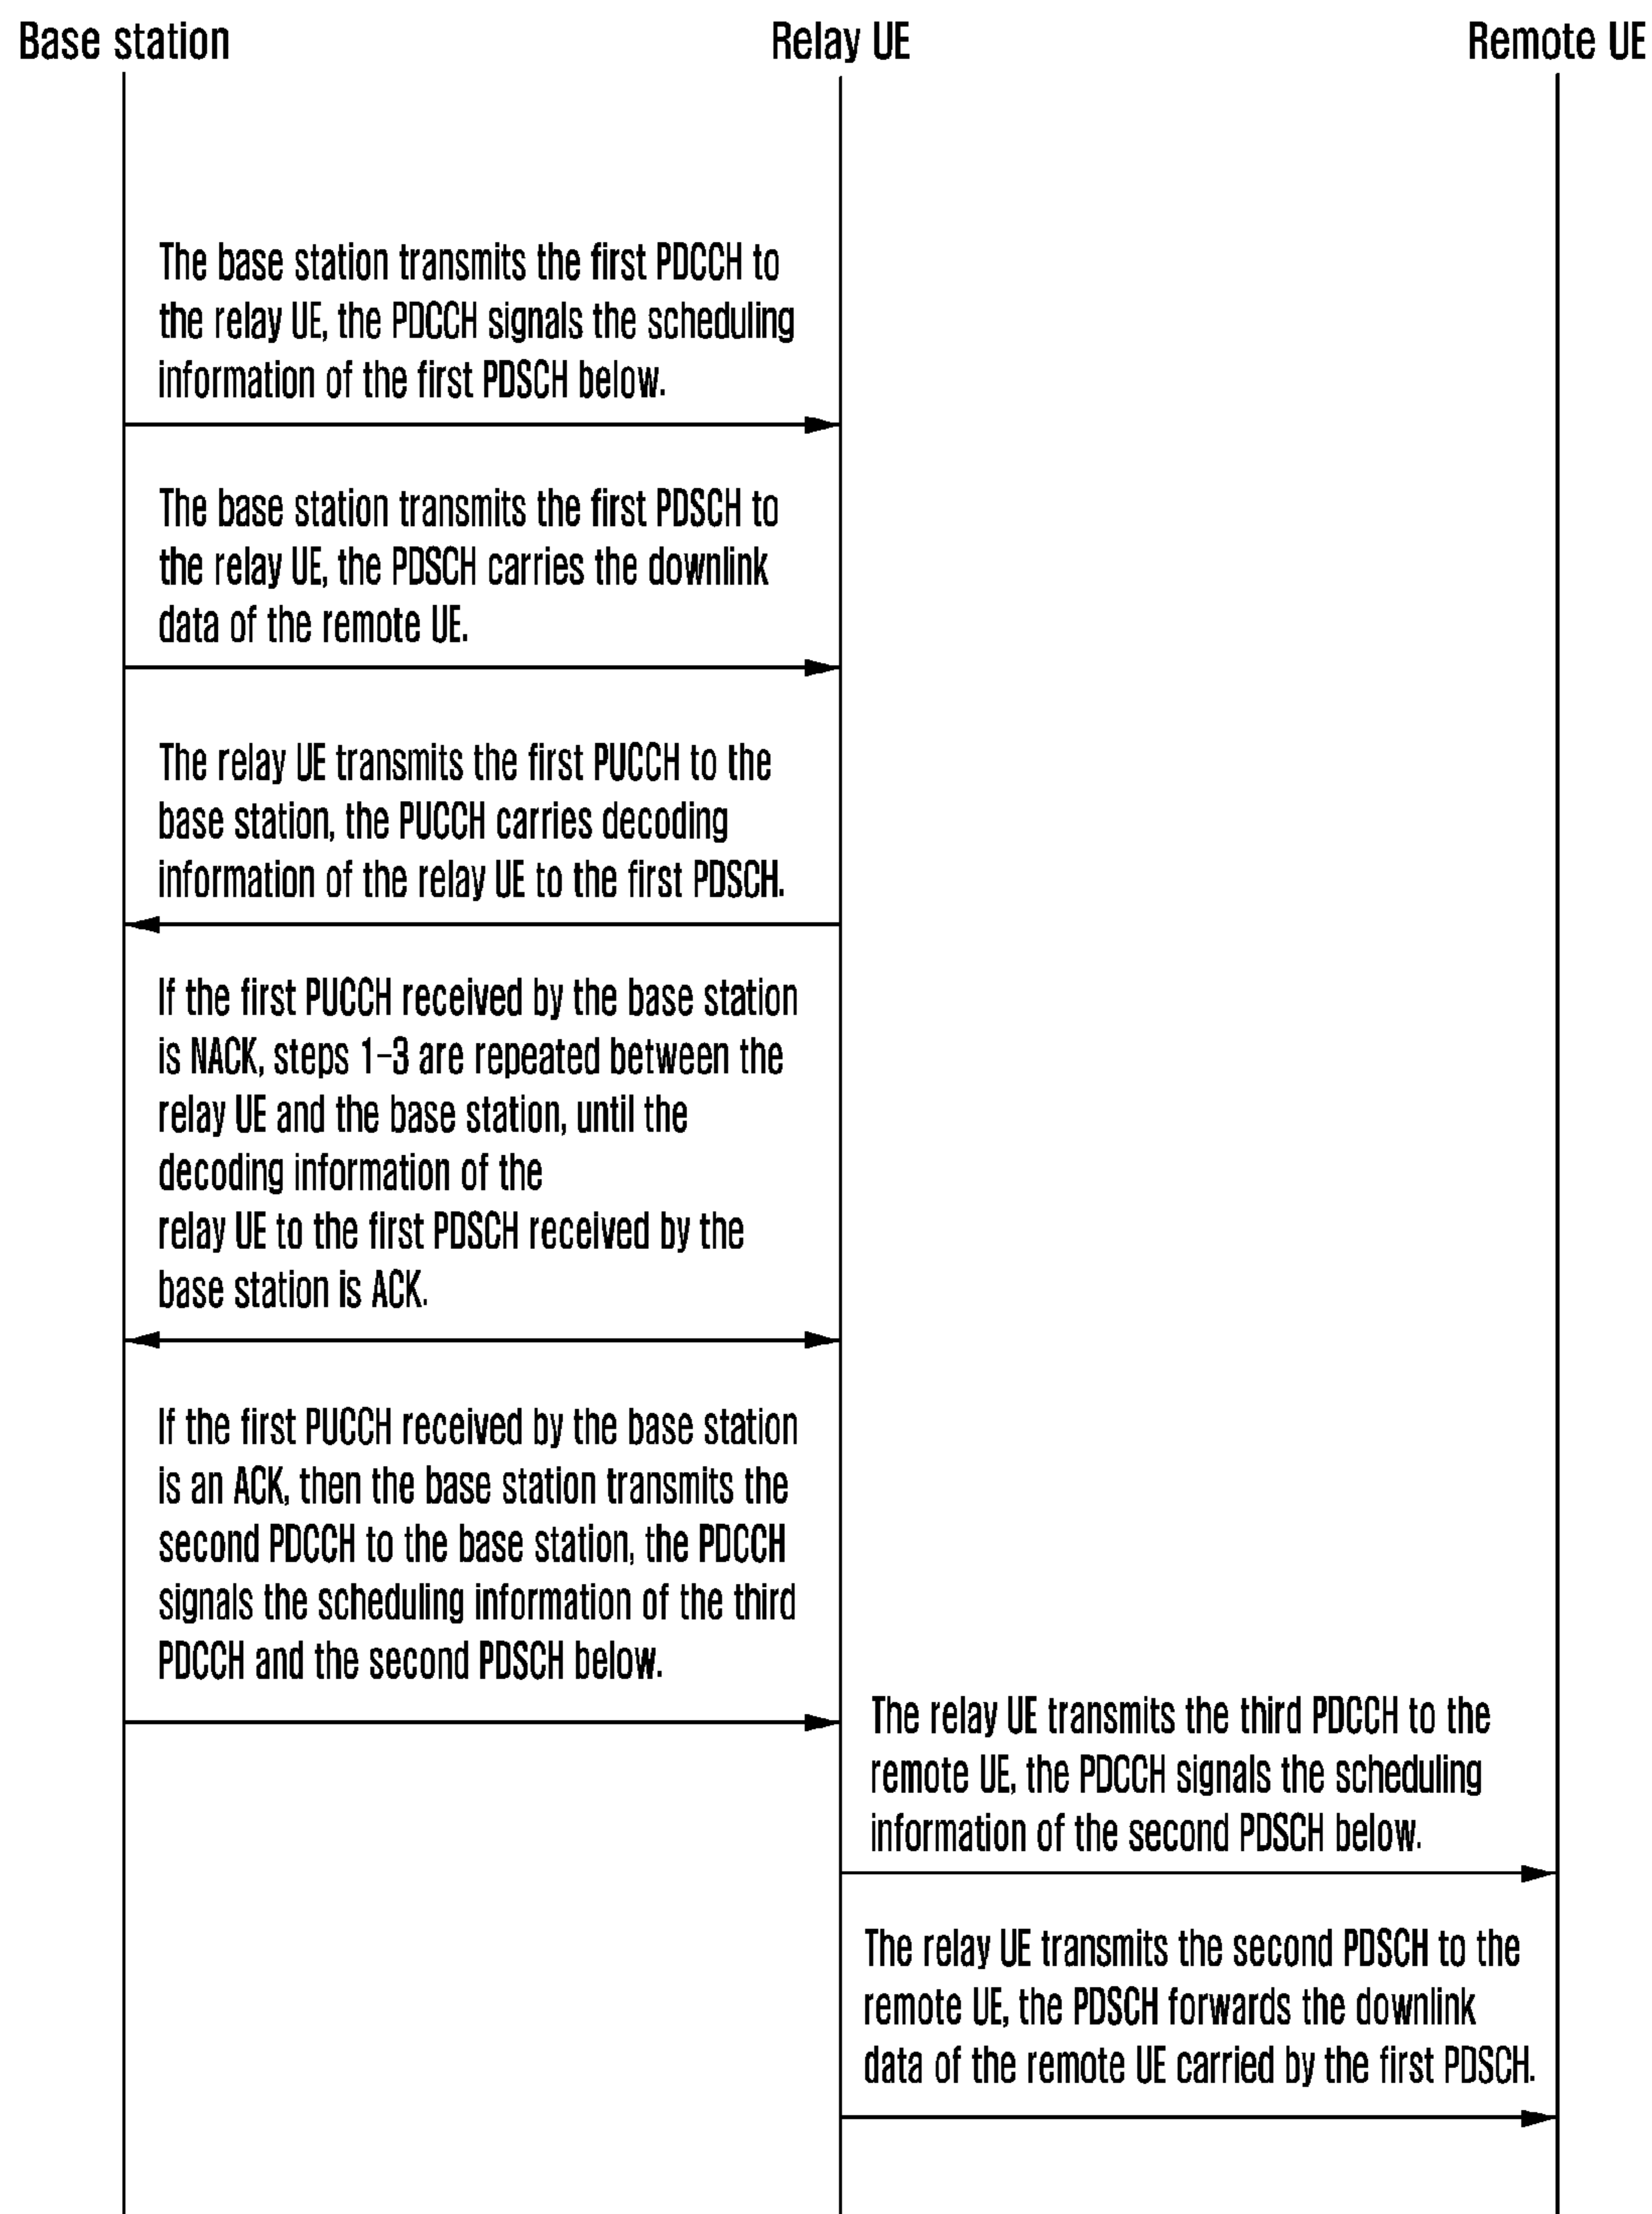 Base station
Relay UE
Remote UE
The base station transmits the first PDCCH to
the relay UE, the PDCCH signals the scheduling
information of the first PDSCH below.
The base station transmits the first PDSCH to
the relay UE, the PDSCH carries the downlink
data of the remote UE.
The relay UE transmits the first PUCCH to the
base station, the PUCCH carries decoding
information of the relay UE to the first PDSCH.
If the first PUCCH received by the base station
is NACK, steps 1-3 are repeated between the
relay UE and the base station, until the
decoding information of the
relay UE to the first PDSCH received by the
base station is ACK.
If the first PUCCH received by the base station
is an ACK, then the base station transmits the
second PDCCH to the base station, the PDCCH
signals the scheduling information of the third
PDCCH and the second PDSCH below.
The relay UE transmits the third PDCCH to the
remote UE, the PDCCH signals the scheduling
information of the second PDSCH below.
The relay UE transmits the second PDSCH to the
remote UE, the PDSCH forwards the downlink
data of the remote UE carried by the first PDSCH.